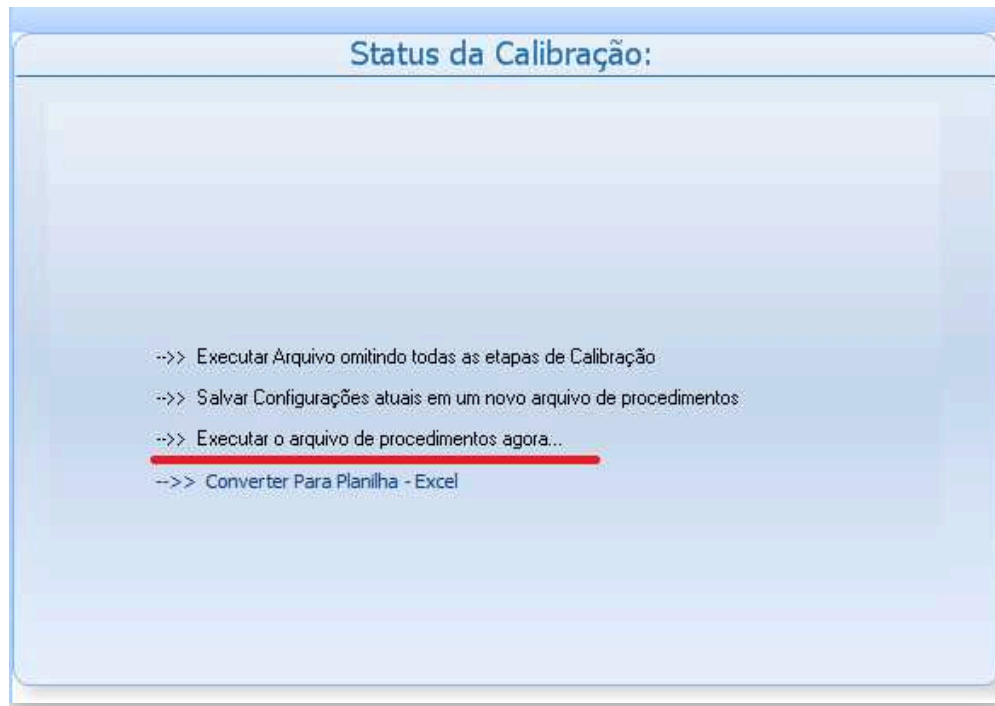 Status da Calibração:
-->> Executar Arquivo omitindo todas as etapas de Calibração
-->> Salvar Configurações atuais em um novo arquivo de procedimentos
-->> Executar o arquivo de procedimentos agora...
-->> Converter Para Planilha - Excel